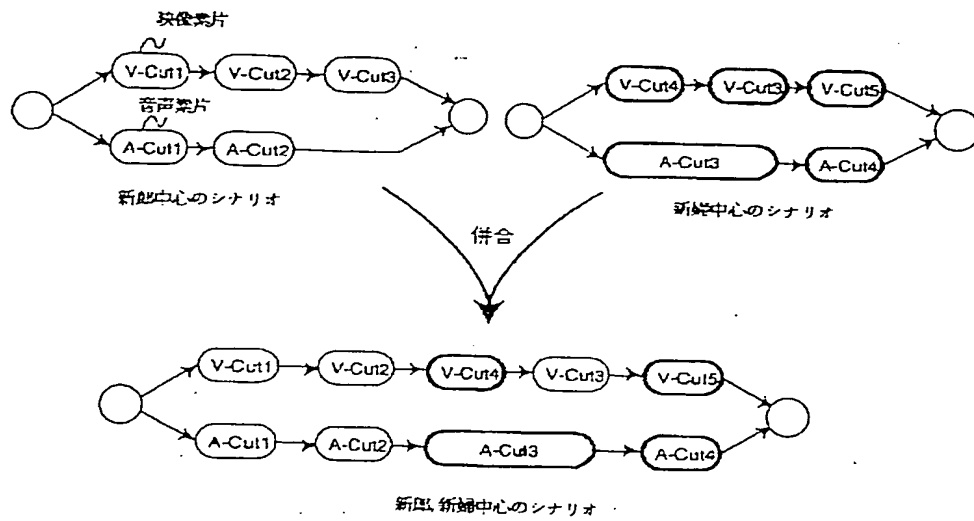 映像素片
V-Cut1 V-Cut2 V-Cut3
音声素片
A-Cut1 A-Cut2
新郎中心のシナリオ
V-Cut4 V-Cut3 V-Cut5
A-Cut3 A-Cut4
新婦中心のシナリオ
併合
V-Cut1 V-Cut2 V-Cut4 V-Cut3 V-Cut5
A-Cut1 A-Cut2 A-Cut3 A-Cut4
新郎,新婦中心のシナリオ